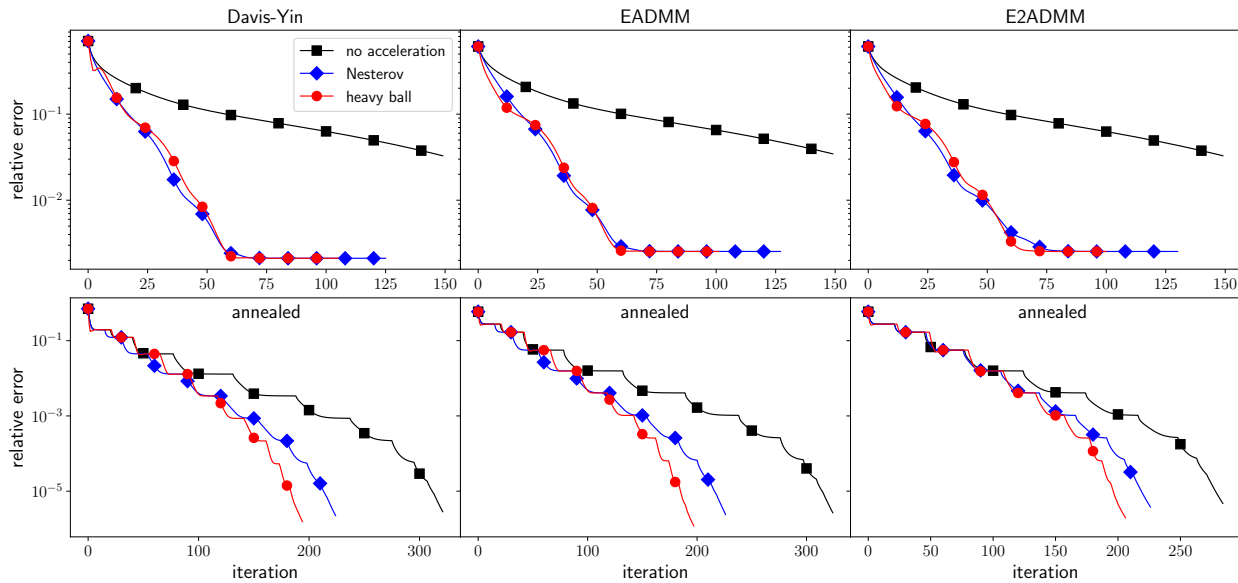 Davis-Yin
EADMM
E2ADMM
no acceleration
Nesterov
heavy ball
relative error
10⁻¹
10⁻²
0 25 50 75 100 125 150
0 25 50 75 100 125 150
0 25 50 75 100 125 150
annealed
annealed
annealed
relative error
10⁻¹
10⁻³
10⁻⁵
0 100 200 300
0 100 200 300
0 50 100 150 200 250
iteration
iteration
iteration